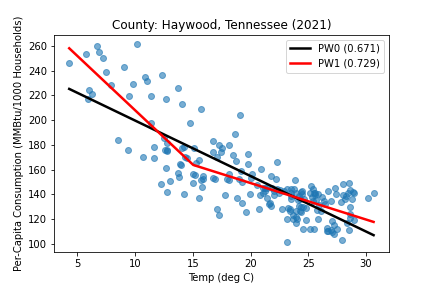 County: Haywood, Tennessee (2021)
Per-Capita Consumption (MMBtu/1000 Households)
260
240
220
200
180
160
140
120
100
PW0 (0.671)
PW1 (0.729)
5 10 15 20 25 30
Temp (deg C)